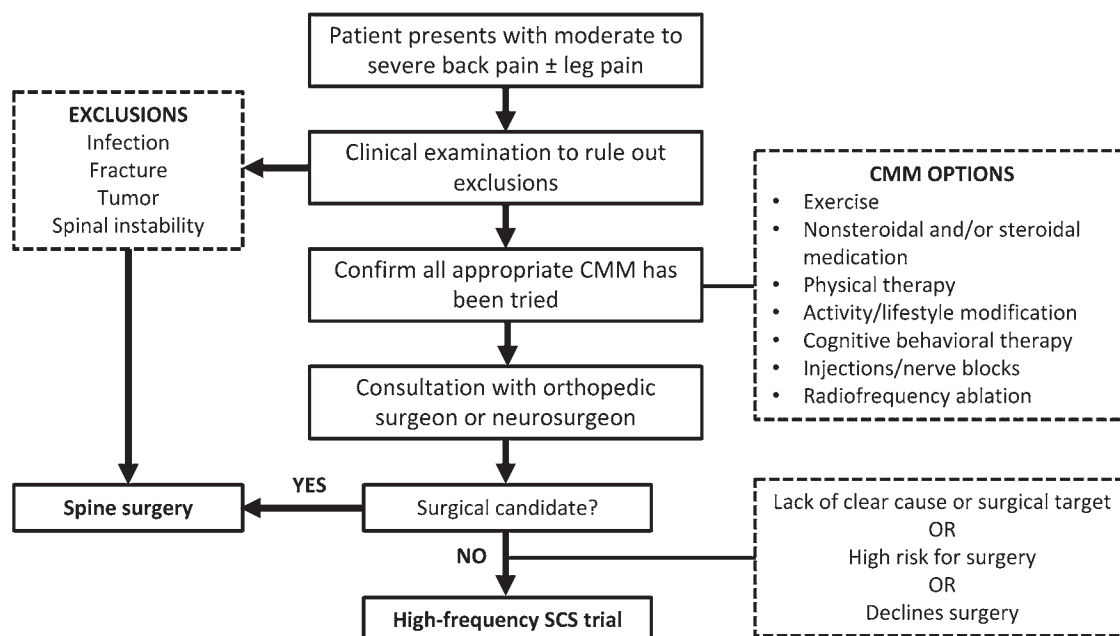 Patient presents with moderate to
severe back pain ± leg pain
EXCLUSIONS
Infection
Fracture
Tumor
Spinal instability
Clinical examination to rule out
exclusions
CMM OPTIONS
• Exercise
• Nonsteroidal and/or steroidal
medication
• Physical therapy
• Activity/lifestyle modification
• Cognitive behavioral therapy
• Injections/nerve blocks
• Radiofrequency ablation
Confirm all appropriate CMM has
been tried
Consultation with orthopedic
surgeon or neurosurgeon
Surgical candidate?
YES
Spine surgery
NO
Lack of clear cause or surgical target
OR
High risk for surgery
OR
Declines surgery
High-frequency SCS trial